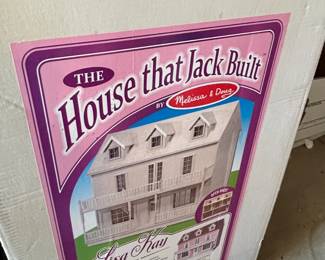 THE
House that Jack Built
BY Melissa & Doug
Lisa Kay